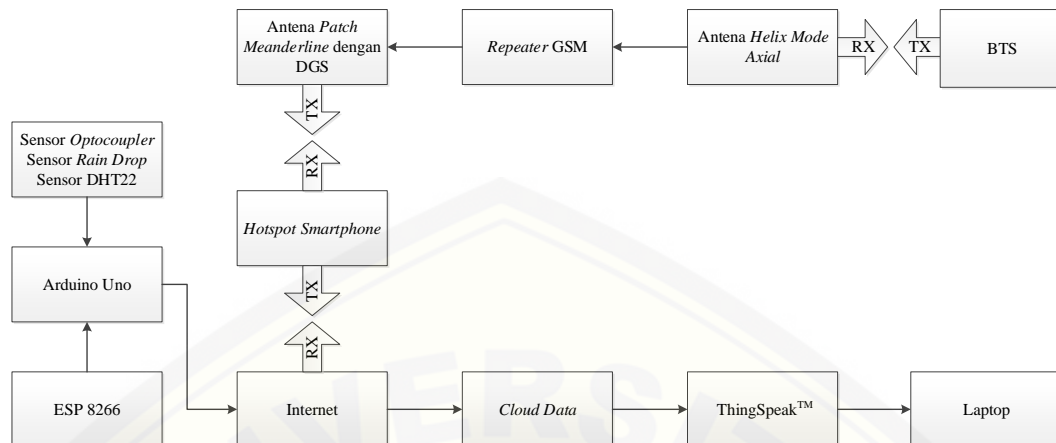 Antena Patch
Meanderline dengan
DGS
Repeater GSM
Antena Helix Mode
Axial
RX
TX
BTS
TX
Sensor Optocoupler
Sensor Rain Drop
Sensor DHT22
RX
Hotspot Smartphone
Arduino Uno
TX
RX
ESP 8266
Internet
Cloud Data
ThingSpeak™
Laptop